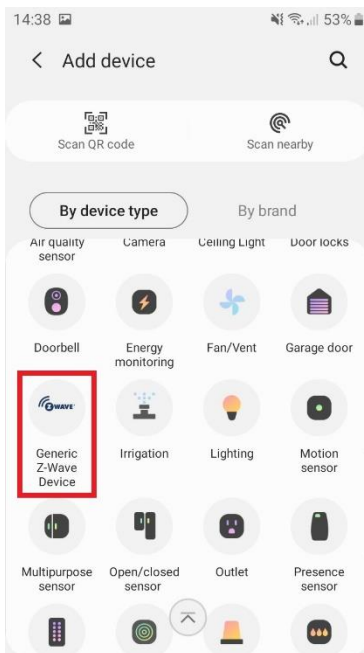 14:38 53%
Add device
Scan QR code Scan nearby
By device type By brand
Air quality Camera Ceiling Light Door locks
sensor
Doorbell Energy Fan/Vent Garage door
monitoring
Z-WAVE
Generic Irrigation Lighting Motion
Z-Wave sensor
Device
Multipurpose Open/closed Outlet Presence
sensor sensor sensor